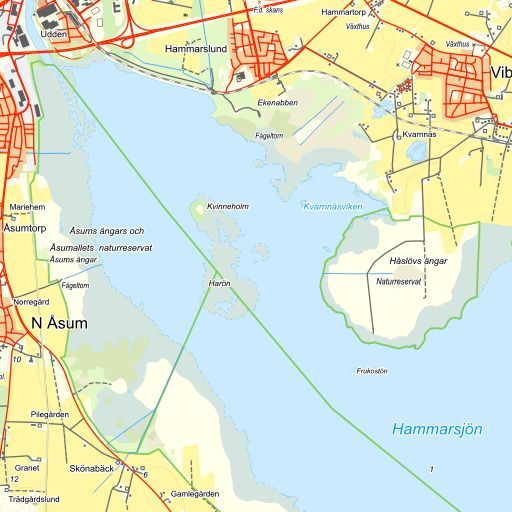 F.d. skans
Hammartorp
Växthus
Udden
Hammarslund
Växthus
Vib
Ekenabben
Fågeltorn
Kvarnnäs
Mariehem
Kvinneholm
Kvarnnäsviken
Åsumtorp
Åsums ängars och
Åsumallets naturreservat
Åsums ängar
Håslövs ängar
Naturreservat
Fågeltorn
Harön
Norregård
N Åsum
10
Frukostön
Pilegården
Hammarsjön
Granet
Skönabäck
6
1
12
Gamlegården
Trädgårdslund